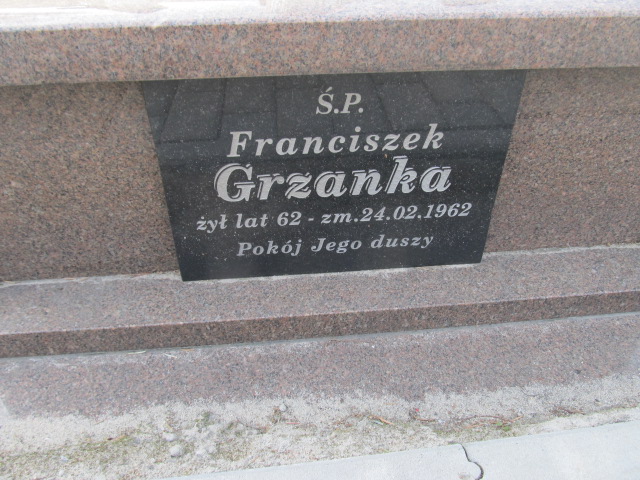 Ś.P.
Franciszek
Grzanka
żył lat 62 - zm. 24.02.1962
Pokój Jego duszy